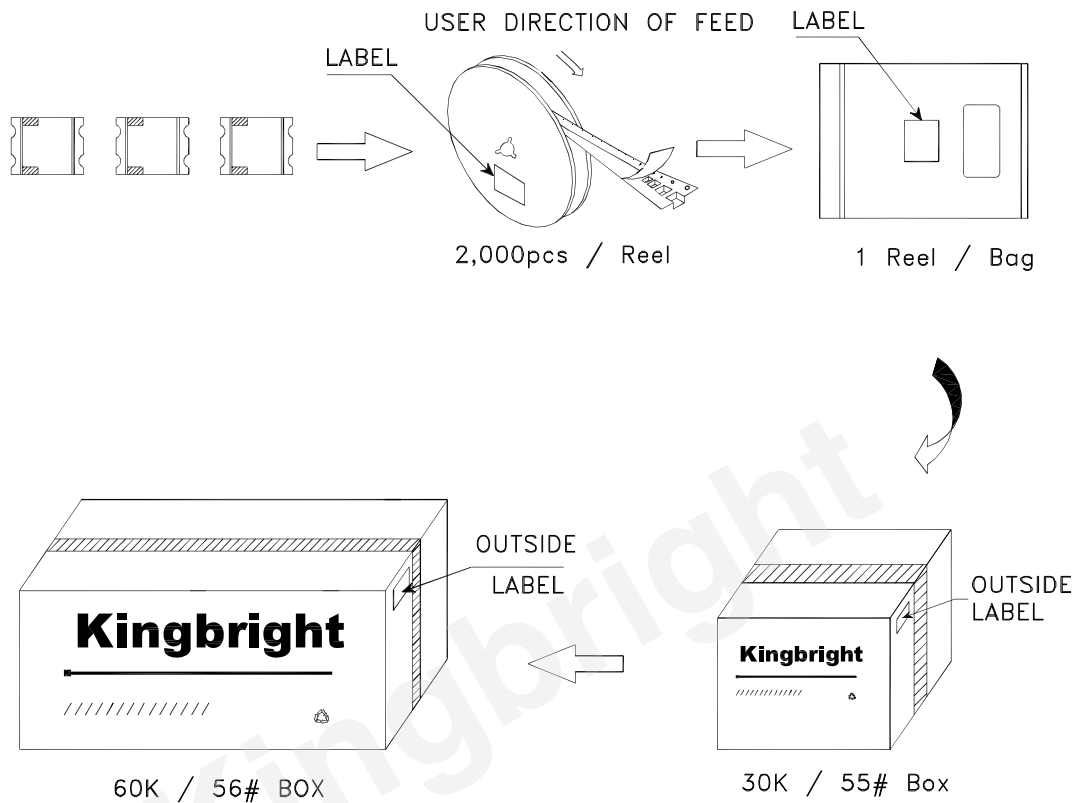 USER DIRECTION OF FEED
LABEL
LABEL
2,000pcs / Reel
1 Reel / Bag
OUTSIDE
LABEL
Kingbright
60K / 56# BOX
OUTSIDE
LABEL
Kingbright
30K / 55# Box
Kingbright